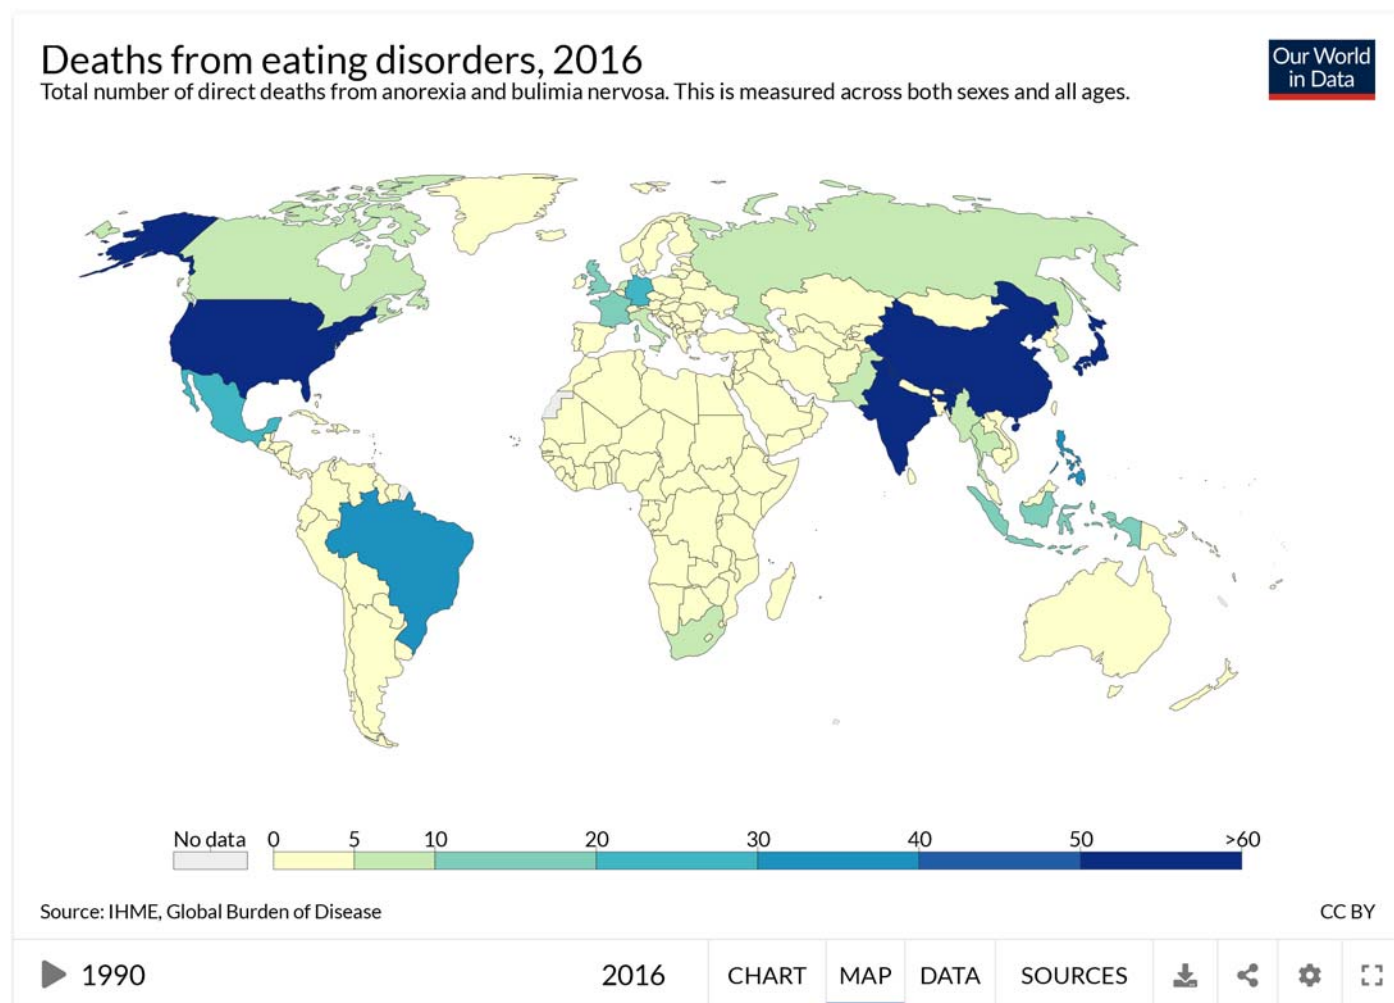 Deaths from eating disorders, 2016
Total number of direct deaths from anorexia and bulimia nervosa. This is measured across both sexes and all ages.
Our World
in Data
No data 0 5 10 20 30 40 50 >60
Source: IHME, Global Burden of Disease
CC BY
1990 2016 CHART MAP DATA SOURCES